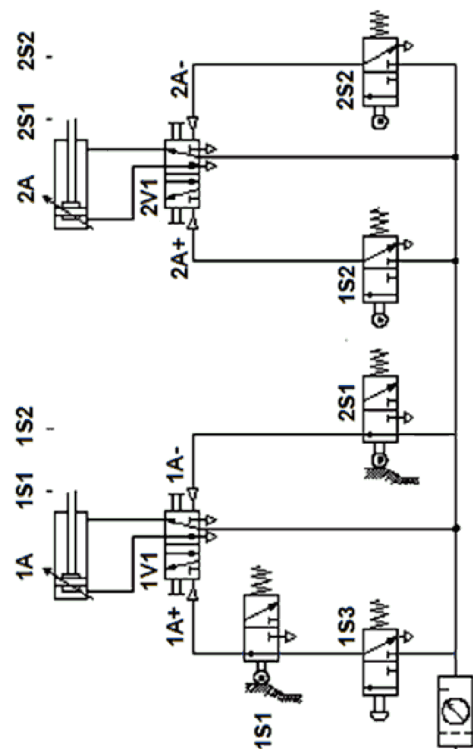 1A 1S1 1S2 2A 2S1 2S2
1V1 2V1
1A+ 1A- 2A+ 2A-
1S1
1S3 2S1 1S2 2S2